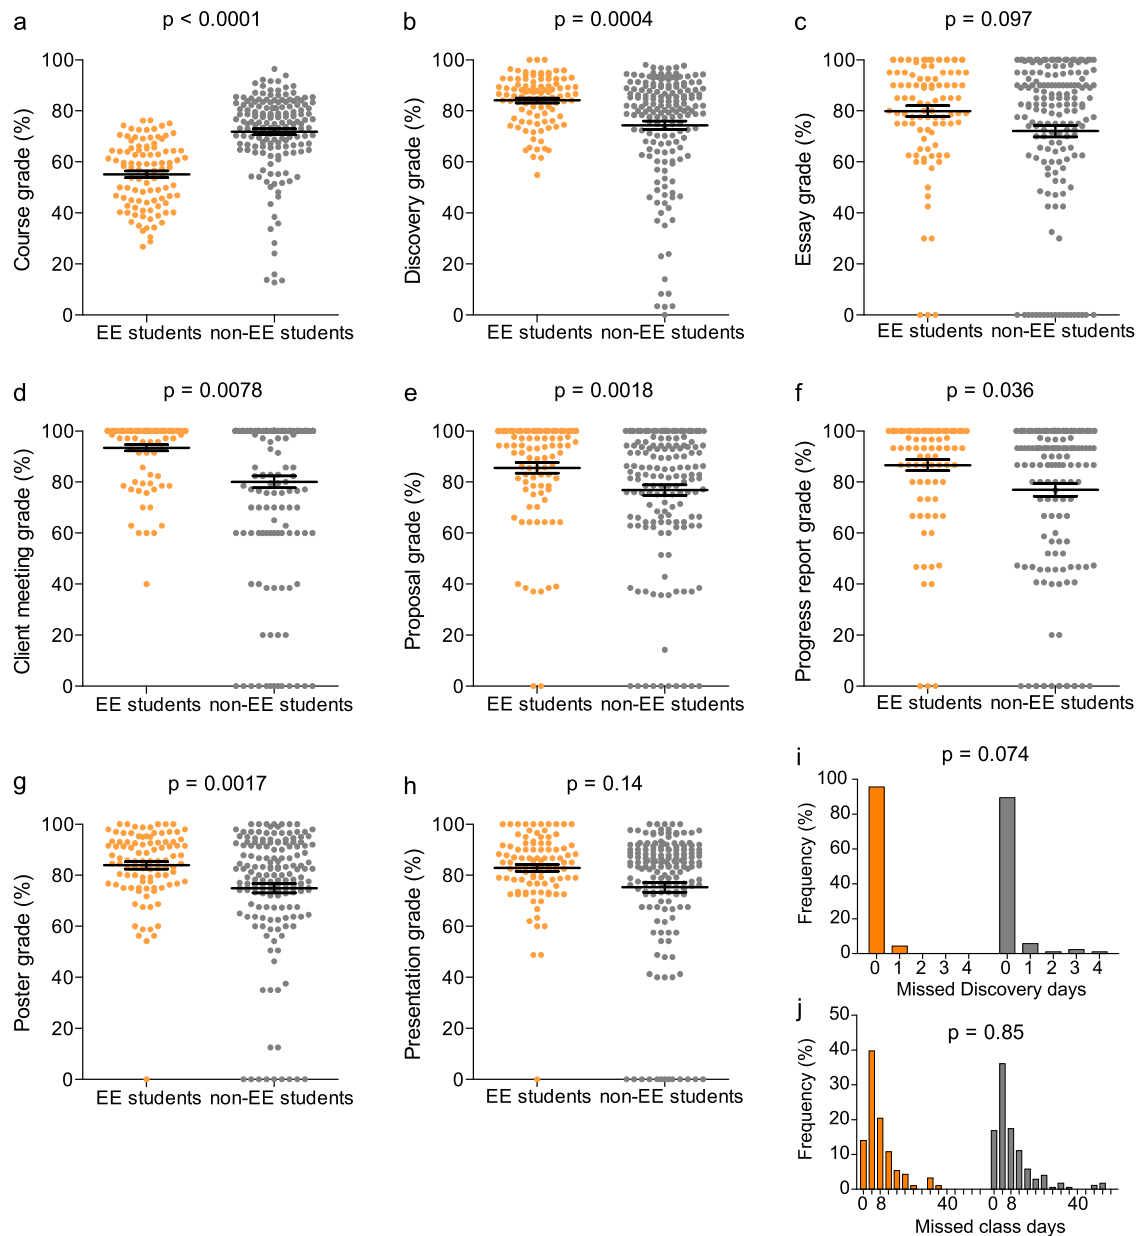 a
p < 0.0001
Course grade (%)
100
80
60
40
20
0
EE students
non-EE students
b
p = 0.0004
Discovery grade (%)
100
80
60
40
20
0
EE students
non-EE students
c
p = 0.097
Essay grade (%)
100
80
60
40
20
0
EE students
non-EE students
d
p = 0.0078
Client meeting grade (%)
100
80
60
40
20
0
EE students
non-EE students
e
p = 0.0018
Proposal grade (%)
100
80
60
40
20
0
EE students
non-EE students
f
p = 0.036
Progress report grade (%)
100
80
60
40
20
0
EE students
non-EE students
g
p = 0.0017
Poster grade (%)
100
80
60
40
20
0
EE students
non-EE students
h
p = 0.14
Presentation grade (%)
100
80
60
40
20
0
EE students
non-EE students
i
p = 0.074
Frequency (%)
100
80
60
40
20
0
0 1 2 3 4 0 1 2 3 4
Missed Discovery days
j
p = 0.85
Frequency (%)
50
40
30
20
10
0
0 8 40 0 8 40
Missed class days